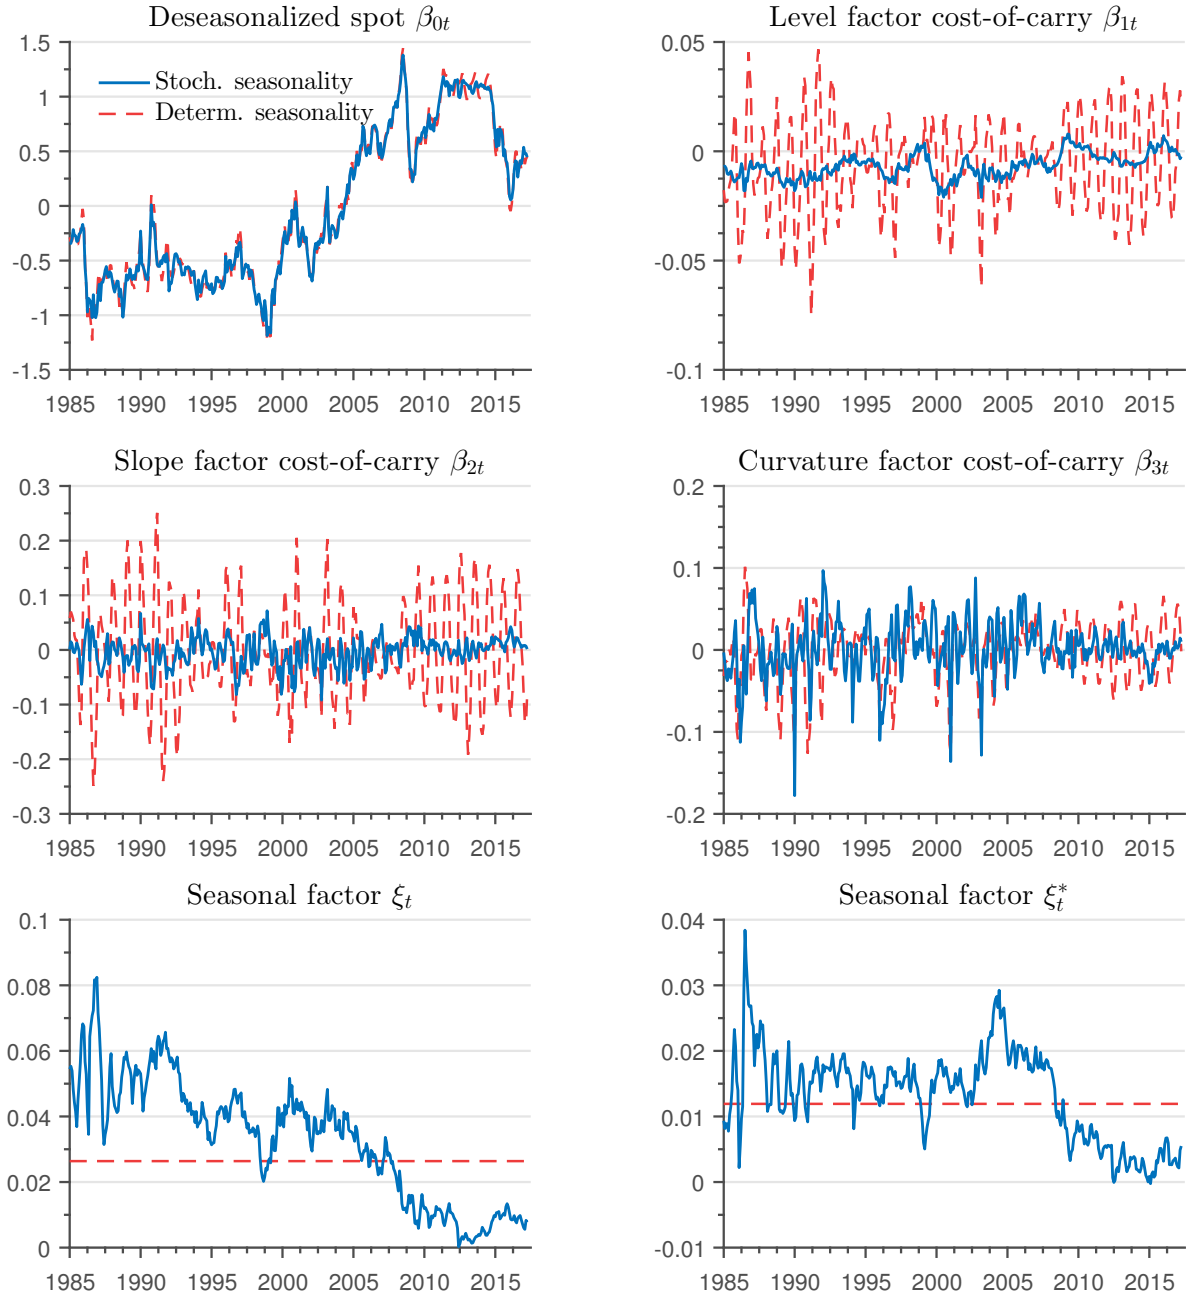 Deseasonalized spot β0t
1.5
1
0.5
0
-0.5
-1
-1.5
Stoch. seasonality
Determ. seasonality
1985 1990 1995 2000 2005 2010 2015
Level factor cost-of-carry β1t
0.05
0
-0.05
-0.1
1985 1990 1995 2000 2005 2010 2015
Slope factor cost-of-carry β2t
0.3
0.2
0.1
0
-0.1
-0.2
-0.3
1985 1990 1995 2000 2005 2010 2015
Curvature factor cost-of-carry β3t
0.2
0.1
0
-0.1
-0.2
1985 1990 1995 2000 2005 2010 2015
Seasonal factor ξt
0.1
0.08
0.06
0.04
0.02
0
1985 1990 1995 2000 2005 2010 2015
Seasonal factor ξt*
0.04
0.03
0.02
0.01
0
-0.01
1985 1990 1995 2000 2005 2010 2015